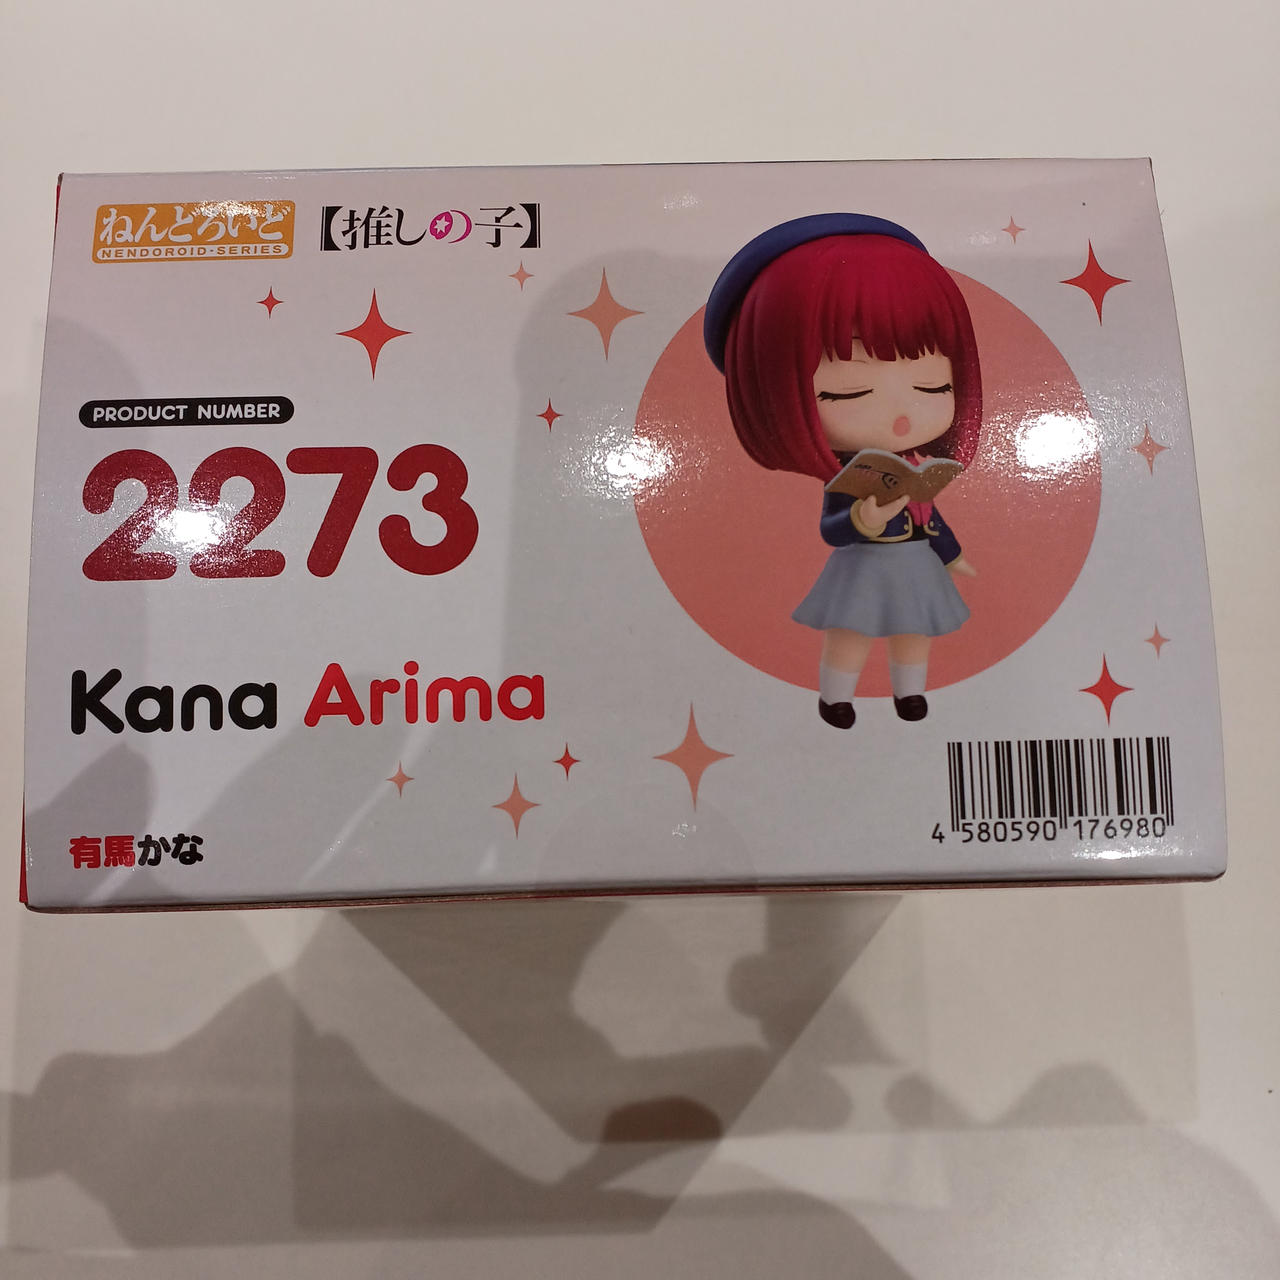 ねんどろいど
NENDOROID·SERIES
【推しの子】
PRODUCT NUMBER
2273
Kana Arima
有馬かな
4 580590 176980